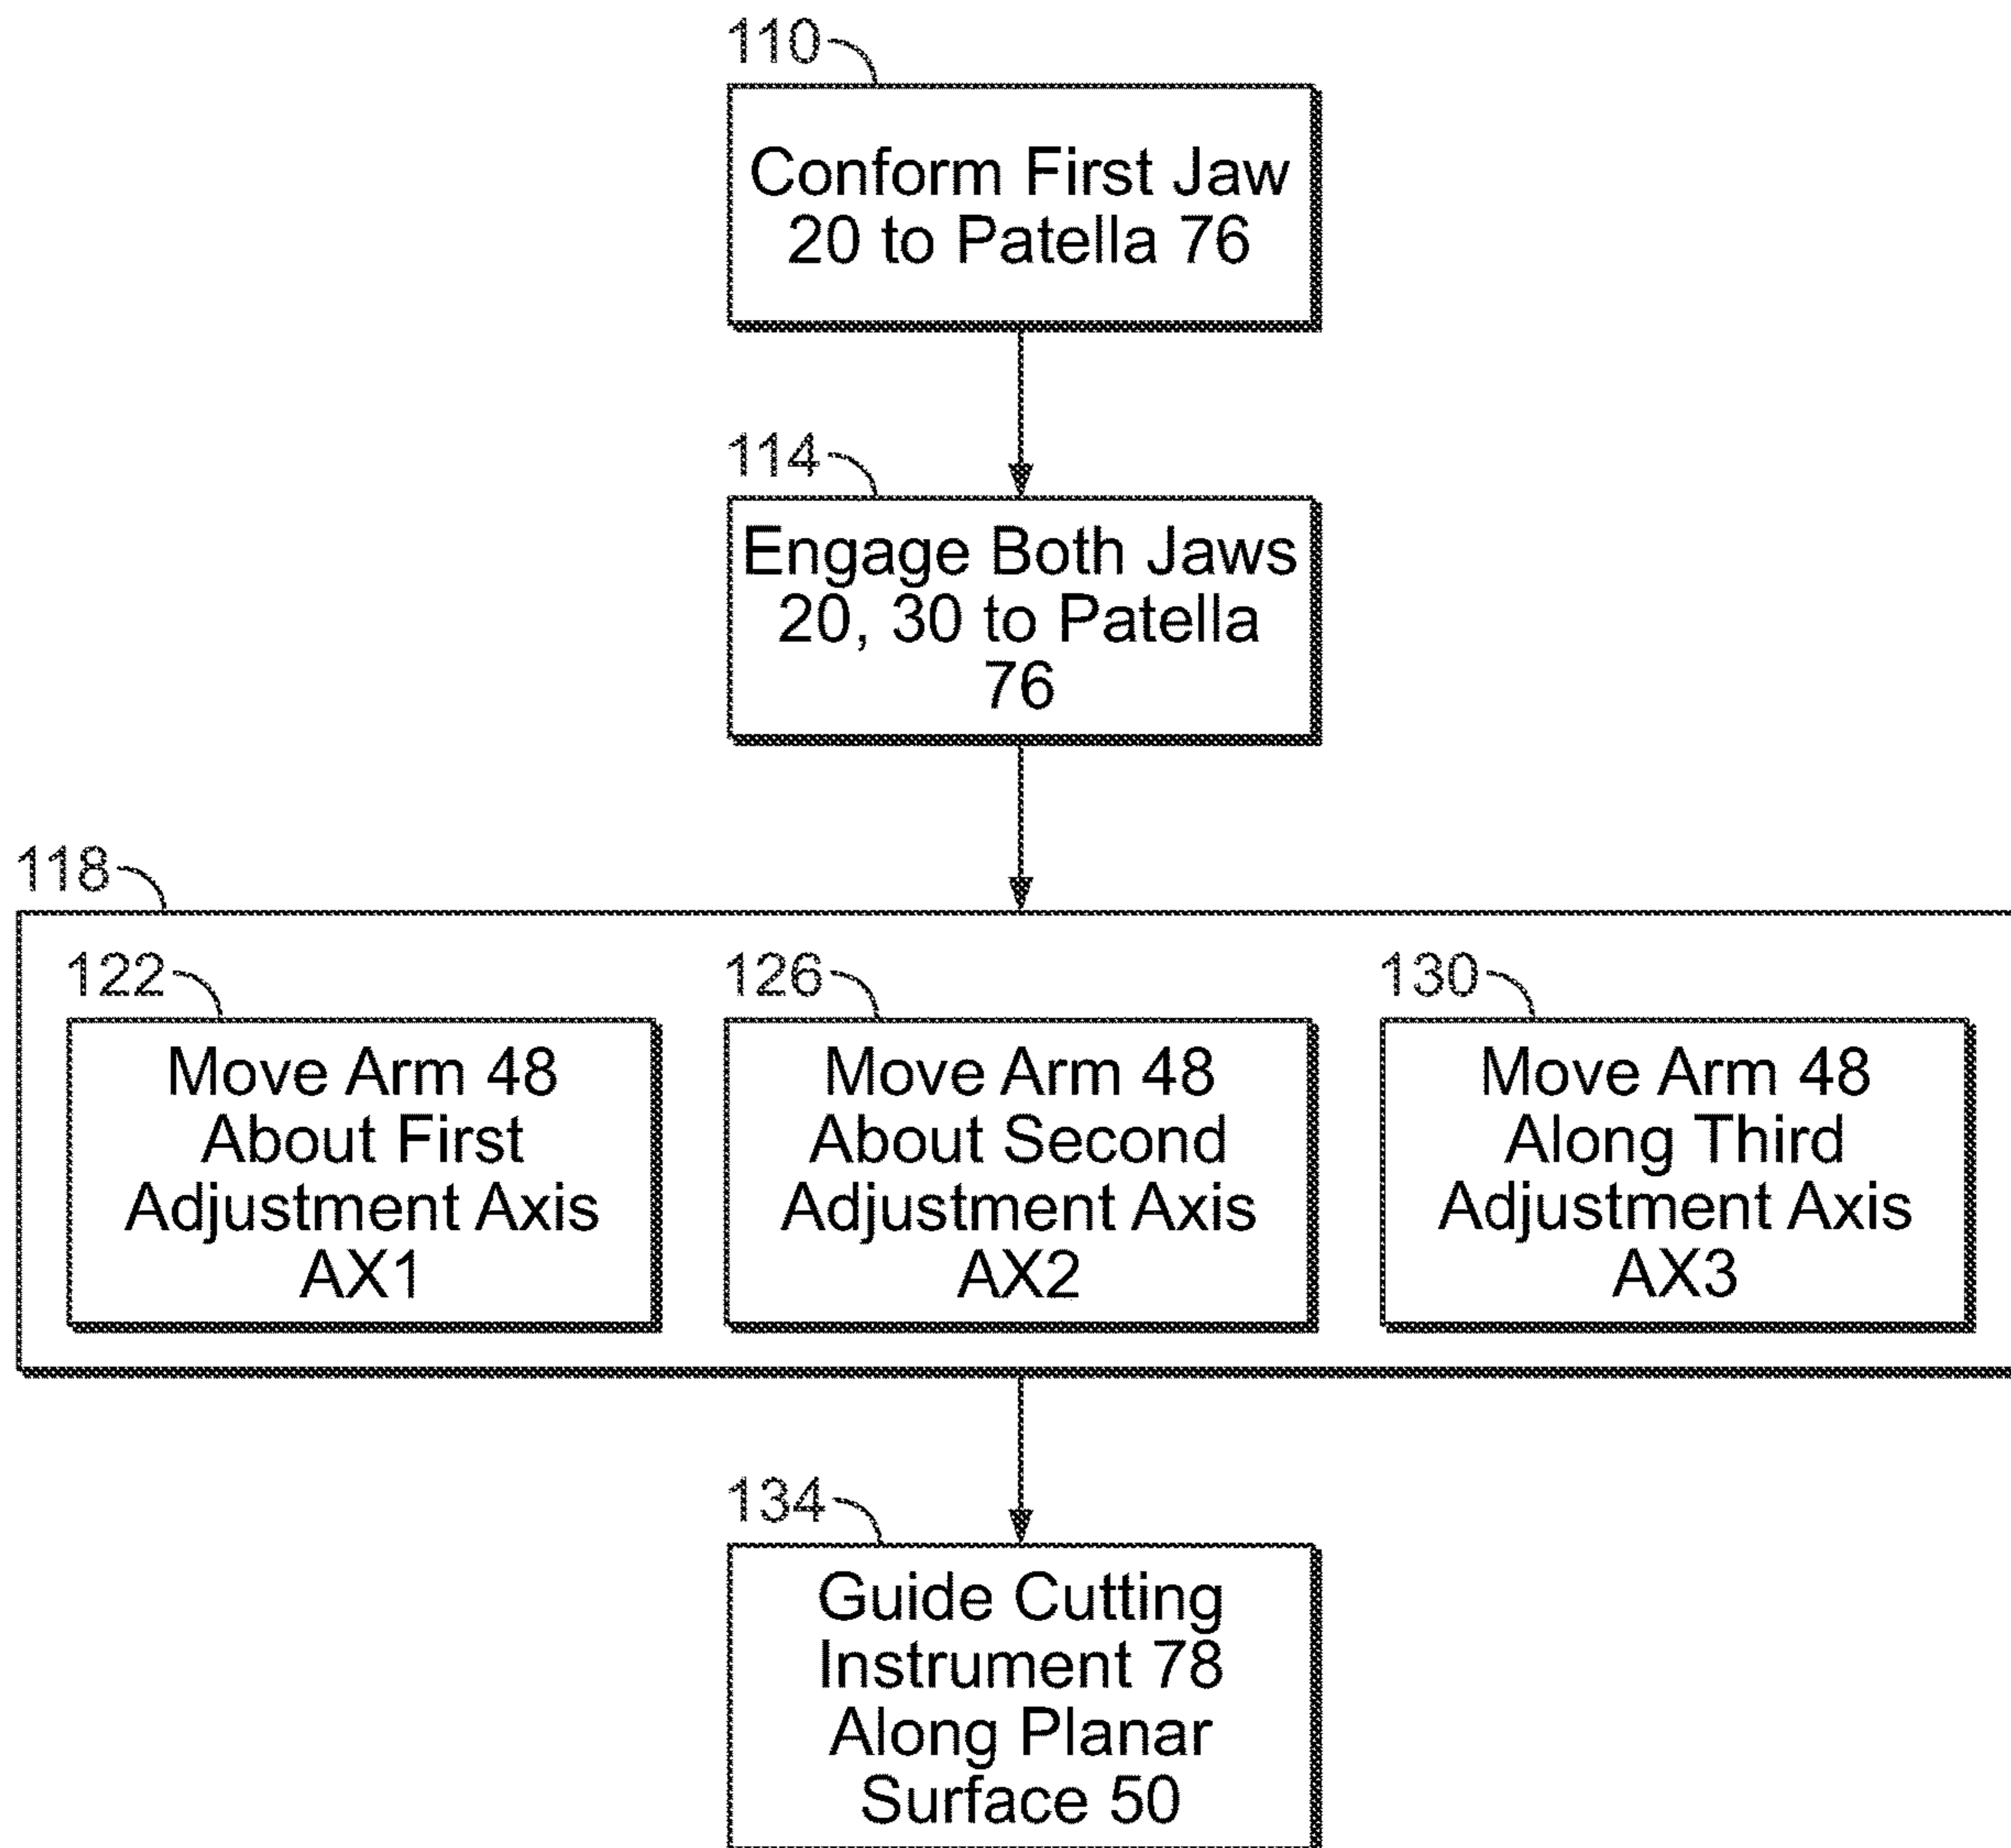 110
Conform First Jaw
20 to Patella 76
114
Engage Both Jaws
20, 30 to Patella
76
118
122
Move Arm 48
About First
Adjustment Axis
AX1
126
Move Arm 48
About Second
Adjustment Axis
AX2
130
Move Arm 48
Along Third
Adjustment Axis
AX3
134
Guide Cutting
Instrument 78
Along Planar
Surface 50